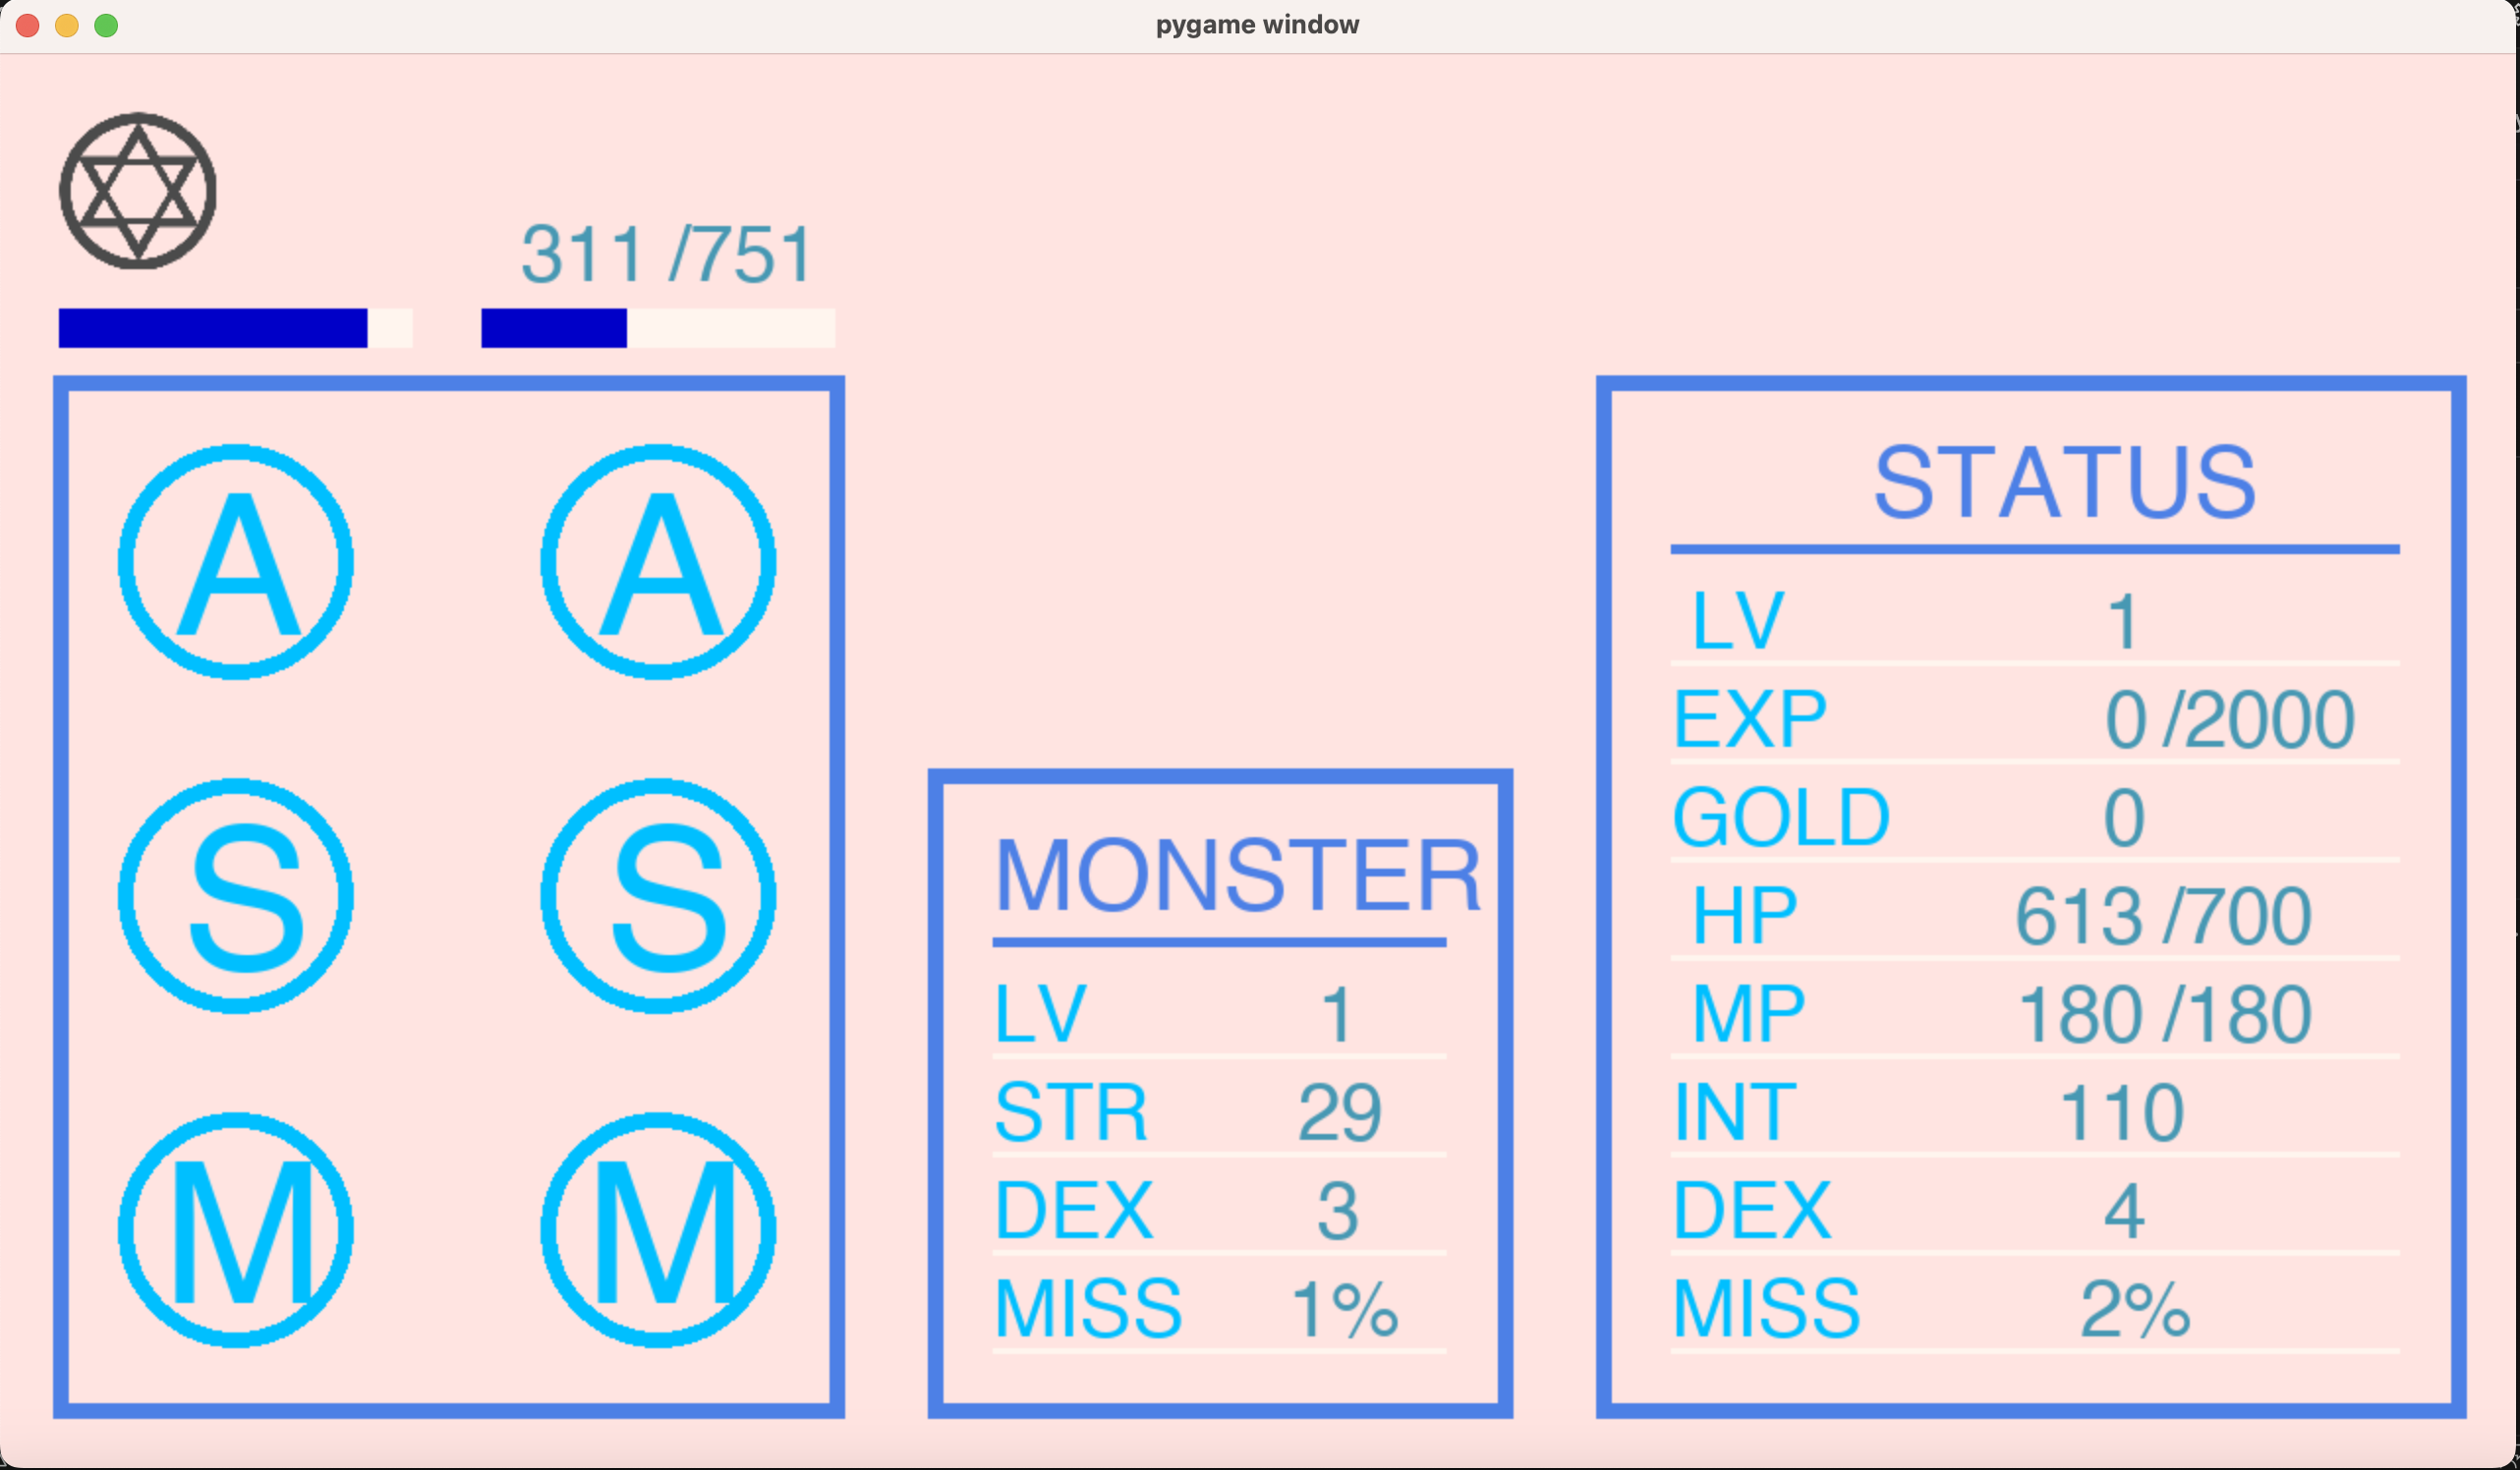 pygame window
311 /751
A A
S S
M M
MONSTER
LV 1
STR 29
DEX 3
MISS 1%
STATUS
LV 1
EXP 0 /2000
GOLD 0
HP 613 /700
MP 180 /180
INT 110
DEX 4
MISS 2%